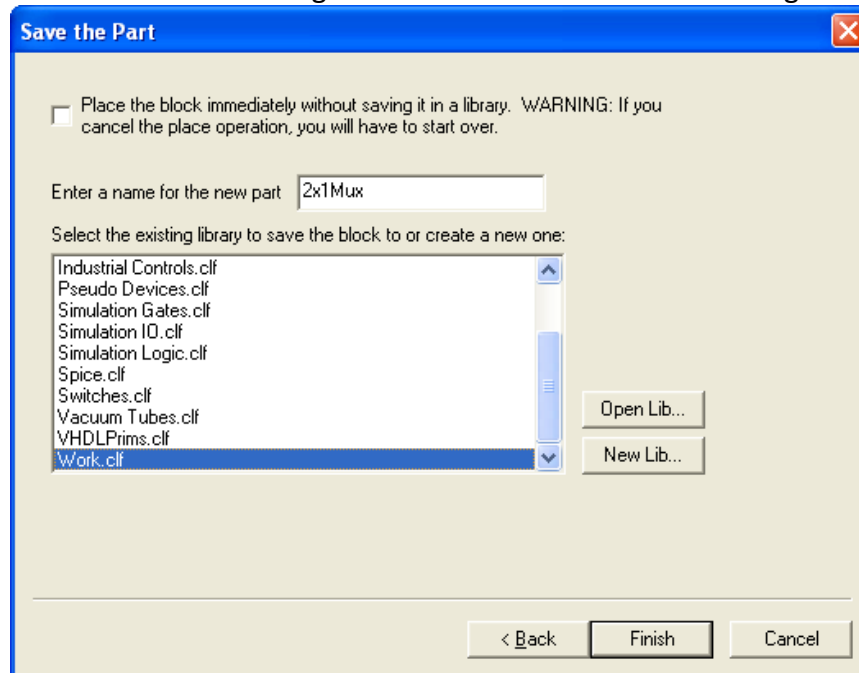 Save the Part
Place the block immediately without saving it in a library. WARNING: If you
cancel the place operation, you will have to start over.
Enter a name for the new part 2x1Mux
Select the existing library to save the block to or create a new one:
Industrial Controls.clf
Pseudo Devices.clf
Simulation Gates.clf
Simulation IO.clf
Simulation Logic.clf
Spice.clf
Switches.clf
Vacuum Tubes.clf
VHDLPrims.clf
Work.clf
Open Lib...
New Lib...
< Back Finish Cancel